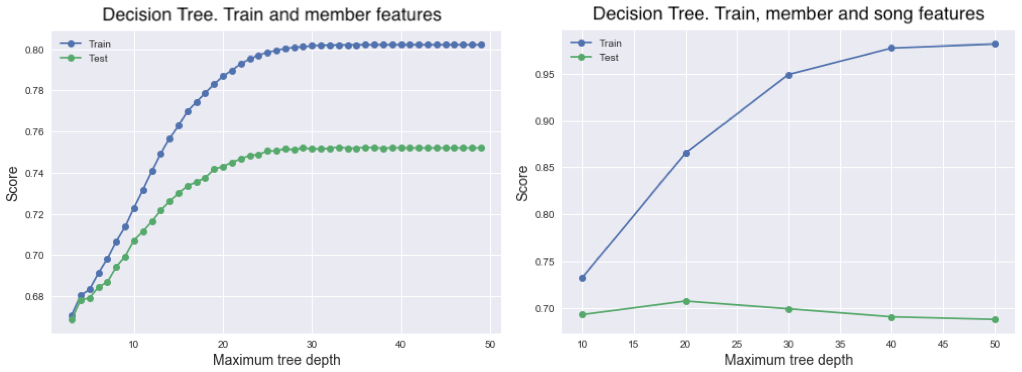 Decision Tree. Train and member features
Train
Test
0.80
0.78
0.76
0.74
0.72
0.70
0.68
Score
10
20
30
40
50
Maximum tree depth
Decision Tree. Train, member and song features
Train
Test
0.95
0.90
0.85
0.80
0.75
0.70
Score
10
15
20
25
30
35
40
45
50
Maximum tree depth